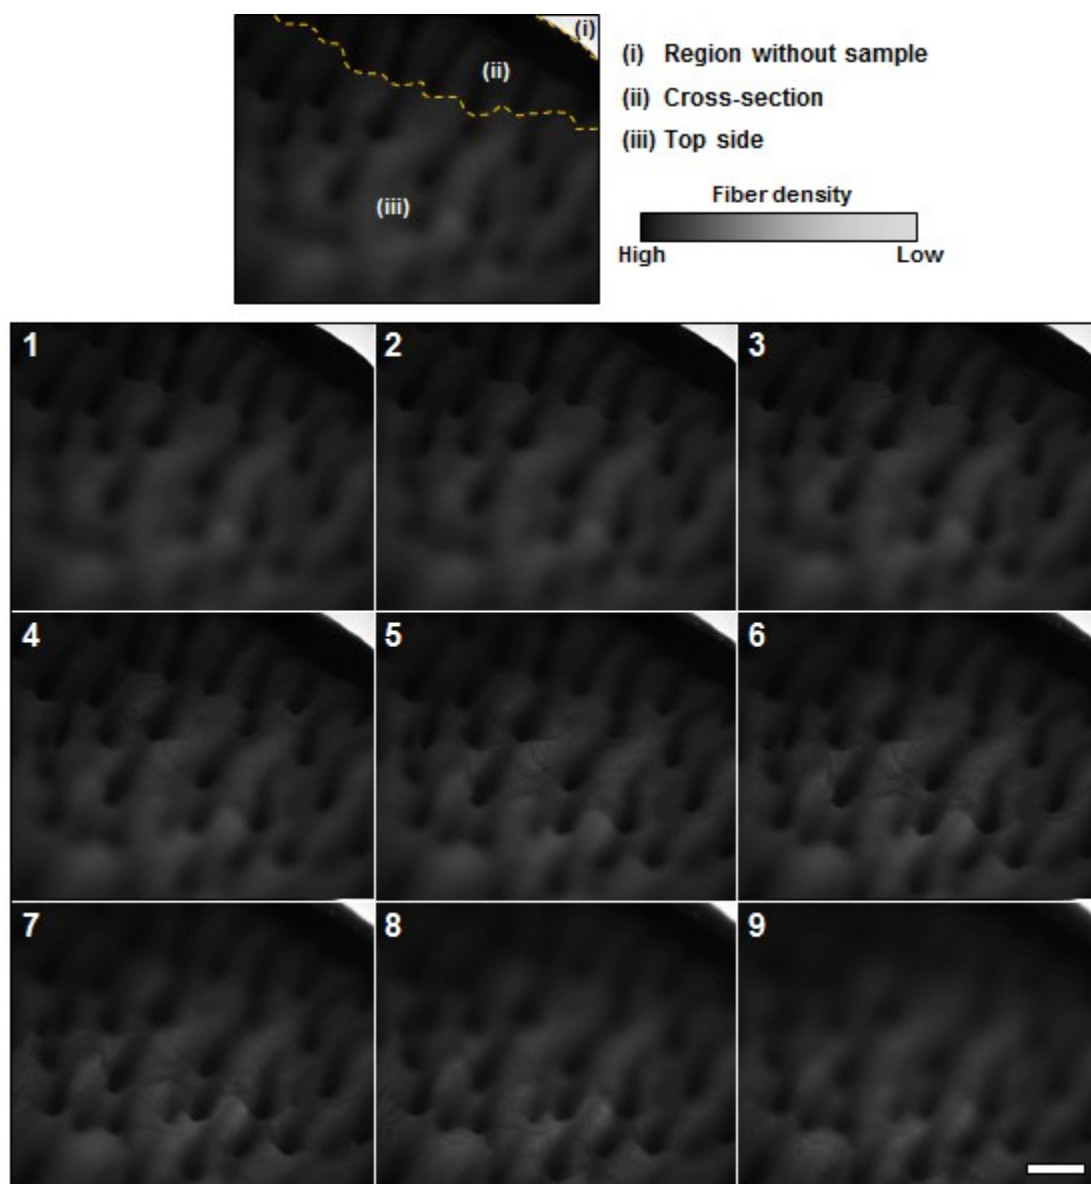 (i)
(ii)
(iii)
(i) Region without sample
(ii) Cross-section
(iii) Top side
Fiber density
High Low
1 2 3
4 5 6
7 8 9